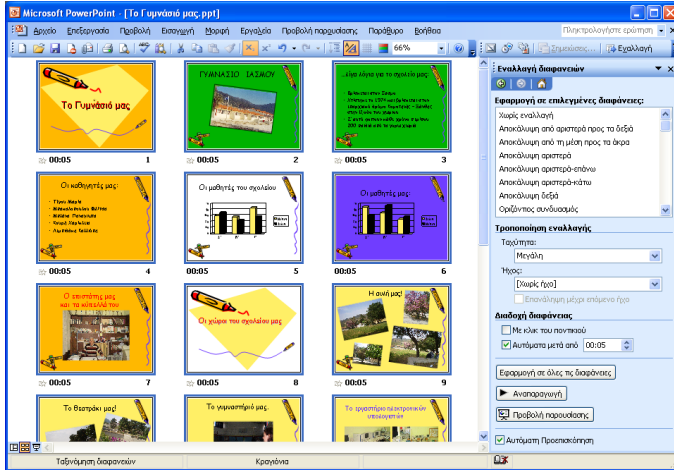 Microsoft PowerPoint - [Το Γυμνάσιό μας.ppt]
Αρχείο Επεξεργασία Προβολή Εισαγωγή Μορφή Εργαλεία Προβολή παρουσίασης Παράθυρο Βοήθεια
Πληκτρολογήστε ερώτηση
66%
Σημειώσεις... Εναλλαγή
Το Γυμνάσιό μας
00:05 1
ΓΥΜΝΑΣΙΟ ΙΑΣΜΟΥ
00:05 2
...λίγα λόγια για το σχολείο μας:
00:05 3
Οι καθηγητές μας:
00:05 4
Οι μαθητές του σχολείου
00:05 5
Οι μαθητές μας:
00:05 6
Ο επιστάτης μας
και τα κύπελλά του
00:05 7
Οι χώροι του σχολείου μας
00:05 8
Η αυλή μας!
00:05 9
Το θεατράκι μας!
Το γυμναστήριό μας.
Το εργαστήριο ηλεκτρονικών
υπολογιστών
Εναλλαγή διαφανειών
Εφαρμογή σε επιλεγμένες διαφάνειες:
Χωρίς εναλλαγή
Αποκάλυψη από αριστερά προς τα δεξιά
Αποκάλυψη από τη μέση προς τα άκρα
Αποκάλυψη αριστερά
Αποκάλυψη αριστερά-επάνω
Αποκάλυψη αριστερά-κάτω
Αποκάλυψη δεξιά
Οριζόντιος συνδυασμός
Τροποποίηση εναλλαγής
Ταχύτητα:
Μεγάλη
Ήχος:
[Χωρίς ήχο]
Επανάληψη μέχρι επόμενο ήχο
Διαδοχή διαφάνειας
Με κλικ του ποντικιού
Αυτόματα μετά από 00:05
Εφαρμογή σε όλες τις διαφάνειες
Αναπαραγωγή
Προβολή παρουσίασης
Αυτόματη Προεπισκόπηση
Ταξινόμηση διαφανειών Κραγιόνια